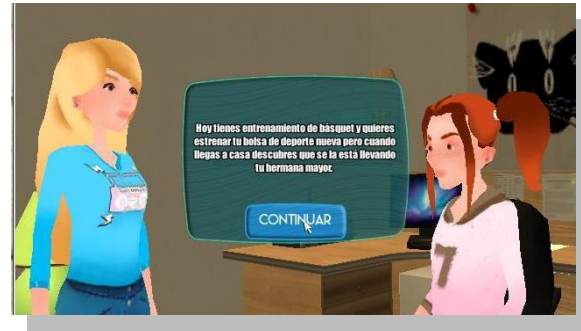 Hoy tienes entrenamiento de básquet y quieres
estrenar tu bolsa de deporte nueva pero cuando
llegas a casa descubres que se la está llevando
tu hermana mayor.
CONTINUAR
7